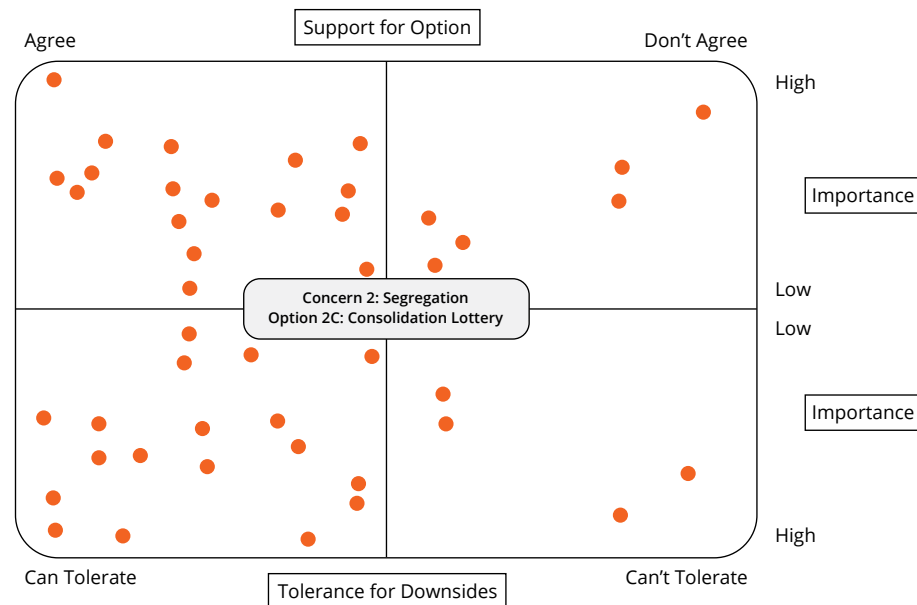 Support for Option
Agree
Don’t Agree
High
Importance
Low
Concern 2: Segregation
Option 2C: Consolidation Lottery
Low
Importance
High
Can Tolerate
Can’t Tolerate
Tolerance for Downsides